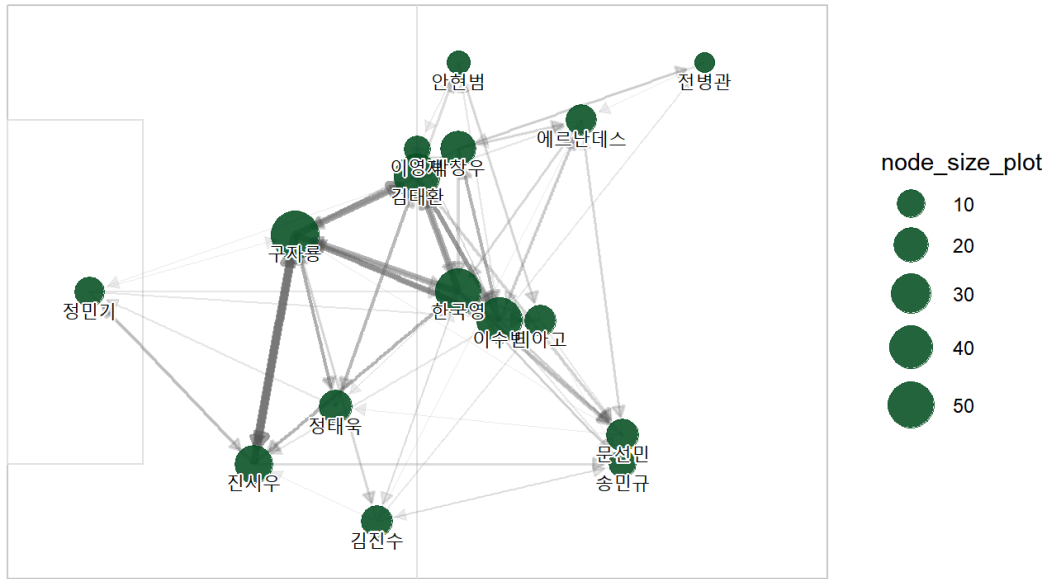 안현범
전병관
에르난데스
이영재
박창우
김태환
구자룡
정민기
한국영
이수빈
티아고
정태욱
문선민
진시우
송민규
김진수
node_size_plot
10
20
30
40
50